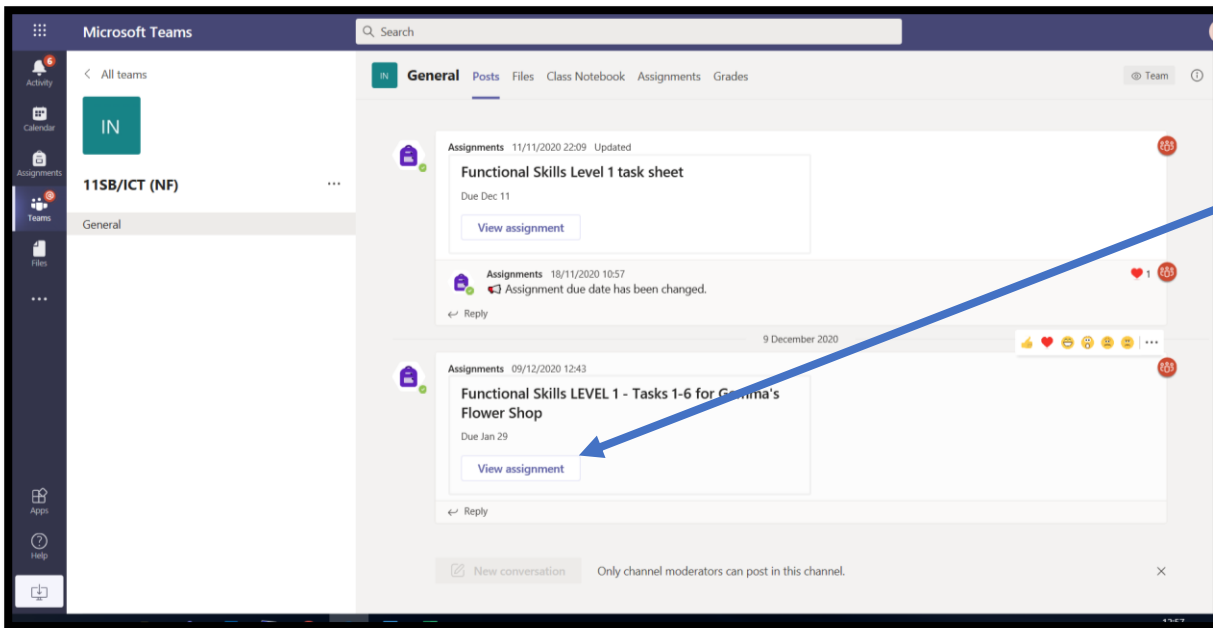 Microsoft Teams
Search
6
Activity
Calendar
Assignments
Teams
Files
Apps
Help
All teams
IN
11SB/ICT (NF)
General
IN
General Posts Files Class Notebook Assignments Grades
Team
Assignments 11/11/2020 22:09 Updated
Functional Skills Level 1 task sheet
Due Dec 11
View assignment
Assignments 18/11/2020 10:57
Assignment due date has been changed.
1
Reply
9 December 2020
Assignments 09/12/2020 12:43
Functional Skills LEVEL 1 - Tasks 1-6 for Gemma's
Flower Shop
Due Jan 29
View assignment
Reply
New conversation
Only channel moderators can post in this channel.